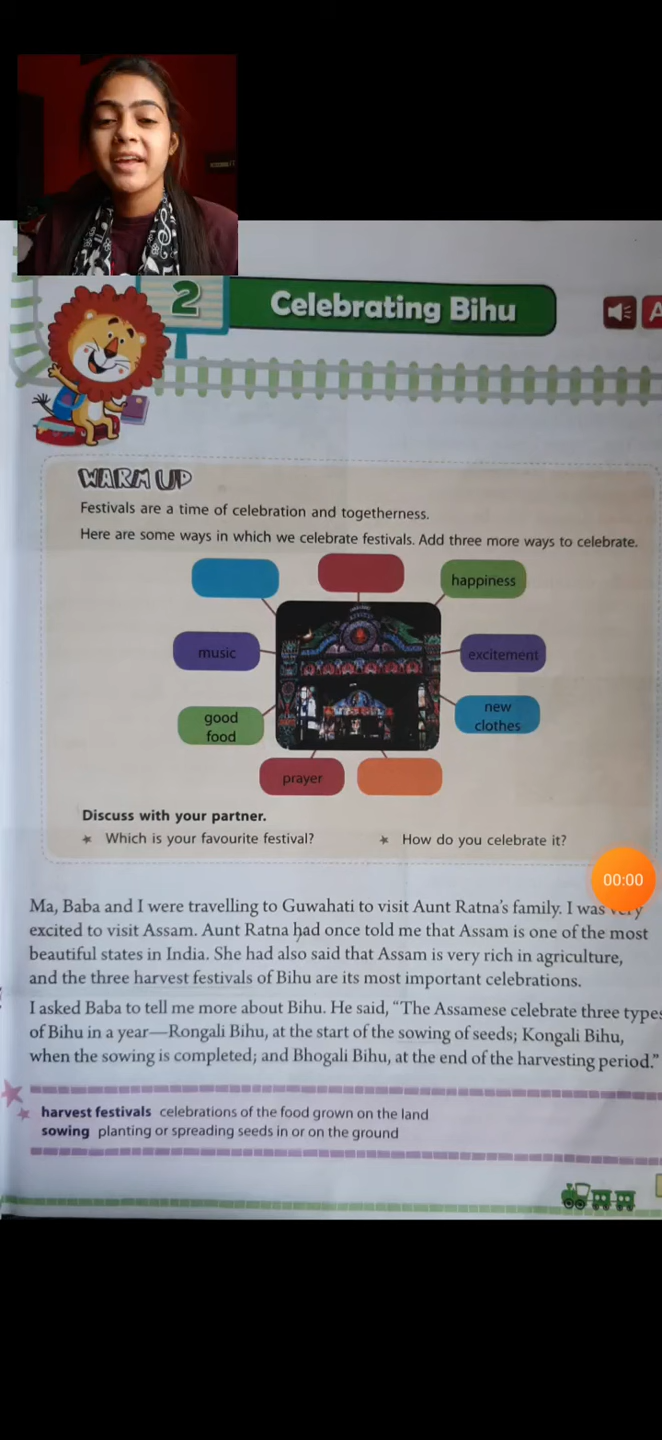 2
Celebrating Bihu
A
WARM UP
Festivals are a time of celebration and togetherness.
Here are some ways in which we celebrate festivals. Add three more ways to celebrate.
happiness
music
excitement
good
food
new
clothes
prayer
Discuss with your partner.
Which is your favourite festival?
How do you celebrate it?
00:00
Ma, Baba and I were travelling to Guwahati to visit Aunt Ratna's family. I was very
excited to visit Assam. Aunt Ratna had once told me that Assam is one of the most
beautiful states in India. She had also said that Assam is very rich in agriculture,
and the three harvest festivals of Bihu are its most important celebrations.
I asked Baba to tell me more about Bihu. He said, “The Assamese celebrate three types
of Bihu in a year—Rongali Bihu, at the start of the sowing of seeds; Kongali Bihu,
when the sowing is completed; and Bhogali Bihu, at the end of the harvesting period.”
harvest festivals celebrations of the food grown on the land
sowing planting or spreading seeds in or on the ground